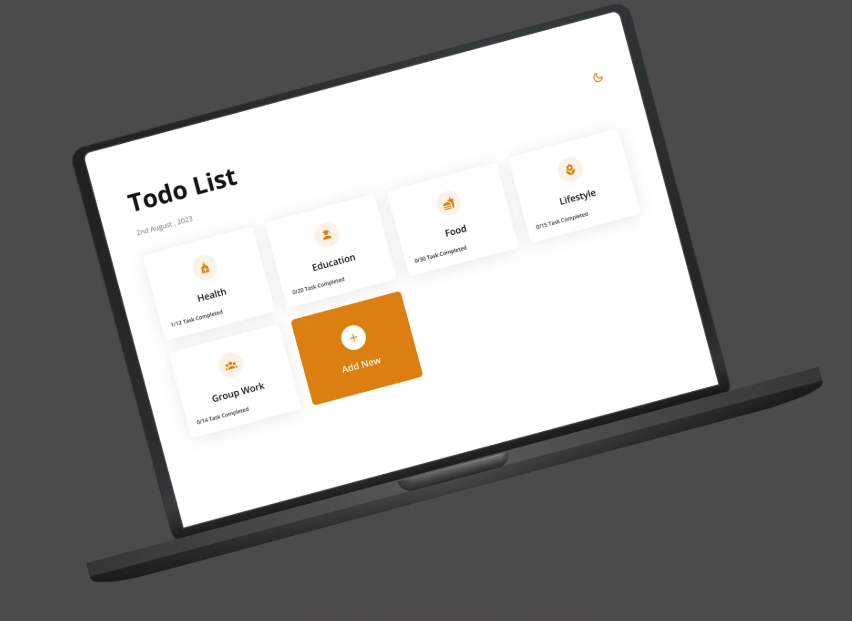 Todo List
2nd August , 2023
Health
1/12 Task Completed
Education
0/20 Task Completed
Food
0/30 Task Completed
Lifestyle
0/15 Task Completed
Group Work
0/14 Task Completed
Add New